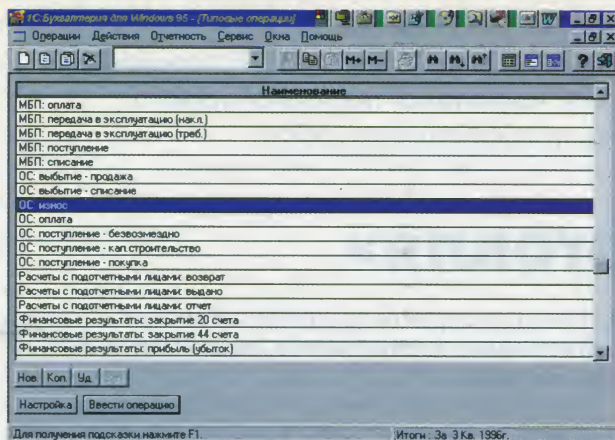 1С:Бухгалтерия для Windows 95 - [Типовые операции]
Операции Действия Отчетность Сервис Окна Помощь
M+ M-
Наименование
МБП: оплата
МБП: передача в эксплуатацию (накл.)
МБП: передача в эксплуатацию (треб.)
МБП: поступление
МБП: списание
ОС: выбытие - продажа
ОС: выбытие - списание
ОС: износ
ОС: оплата
ОС: поступление - безвозмездно
ОС: поступление - кап.строительство
ОС: поступление - покупка
Расчеты с подотчетными лицами: возврат
Расчеты с подотчетными лицами: выдано
Расчеты с подотчетными лицами: отчет
Финансовые результаты: закрытие 20 счета
Финансовые результаты: закрытие 44 счета
Финансовые результаты: прибыль (убыток)
Нов. Коп. Уд.
Настройка Ввести операцию
Для получения подсказки нажмите F1. Итоги : За 3 Кв. 1996г.